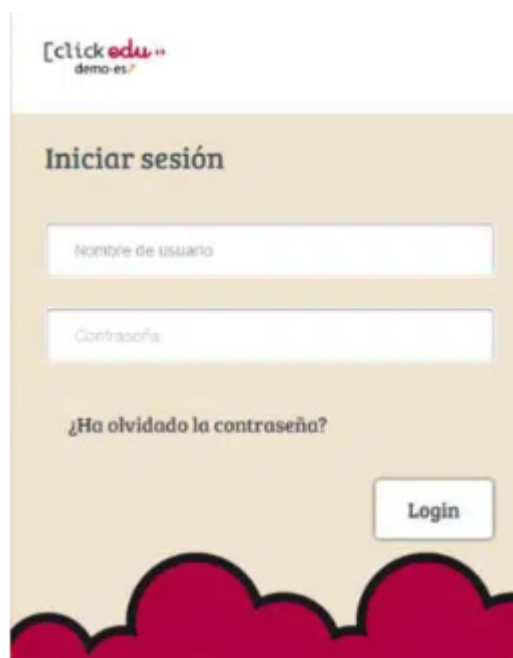 [clickedu
demo-es
Iniciar sesión
Nombre de usuario
Contraseña
¿Ha olvidado la contraseña?
Login